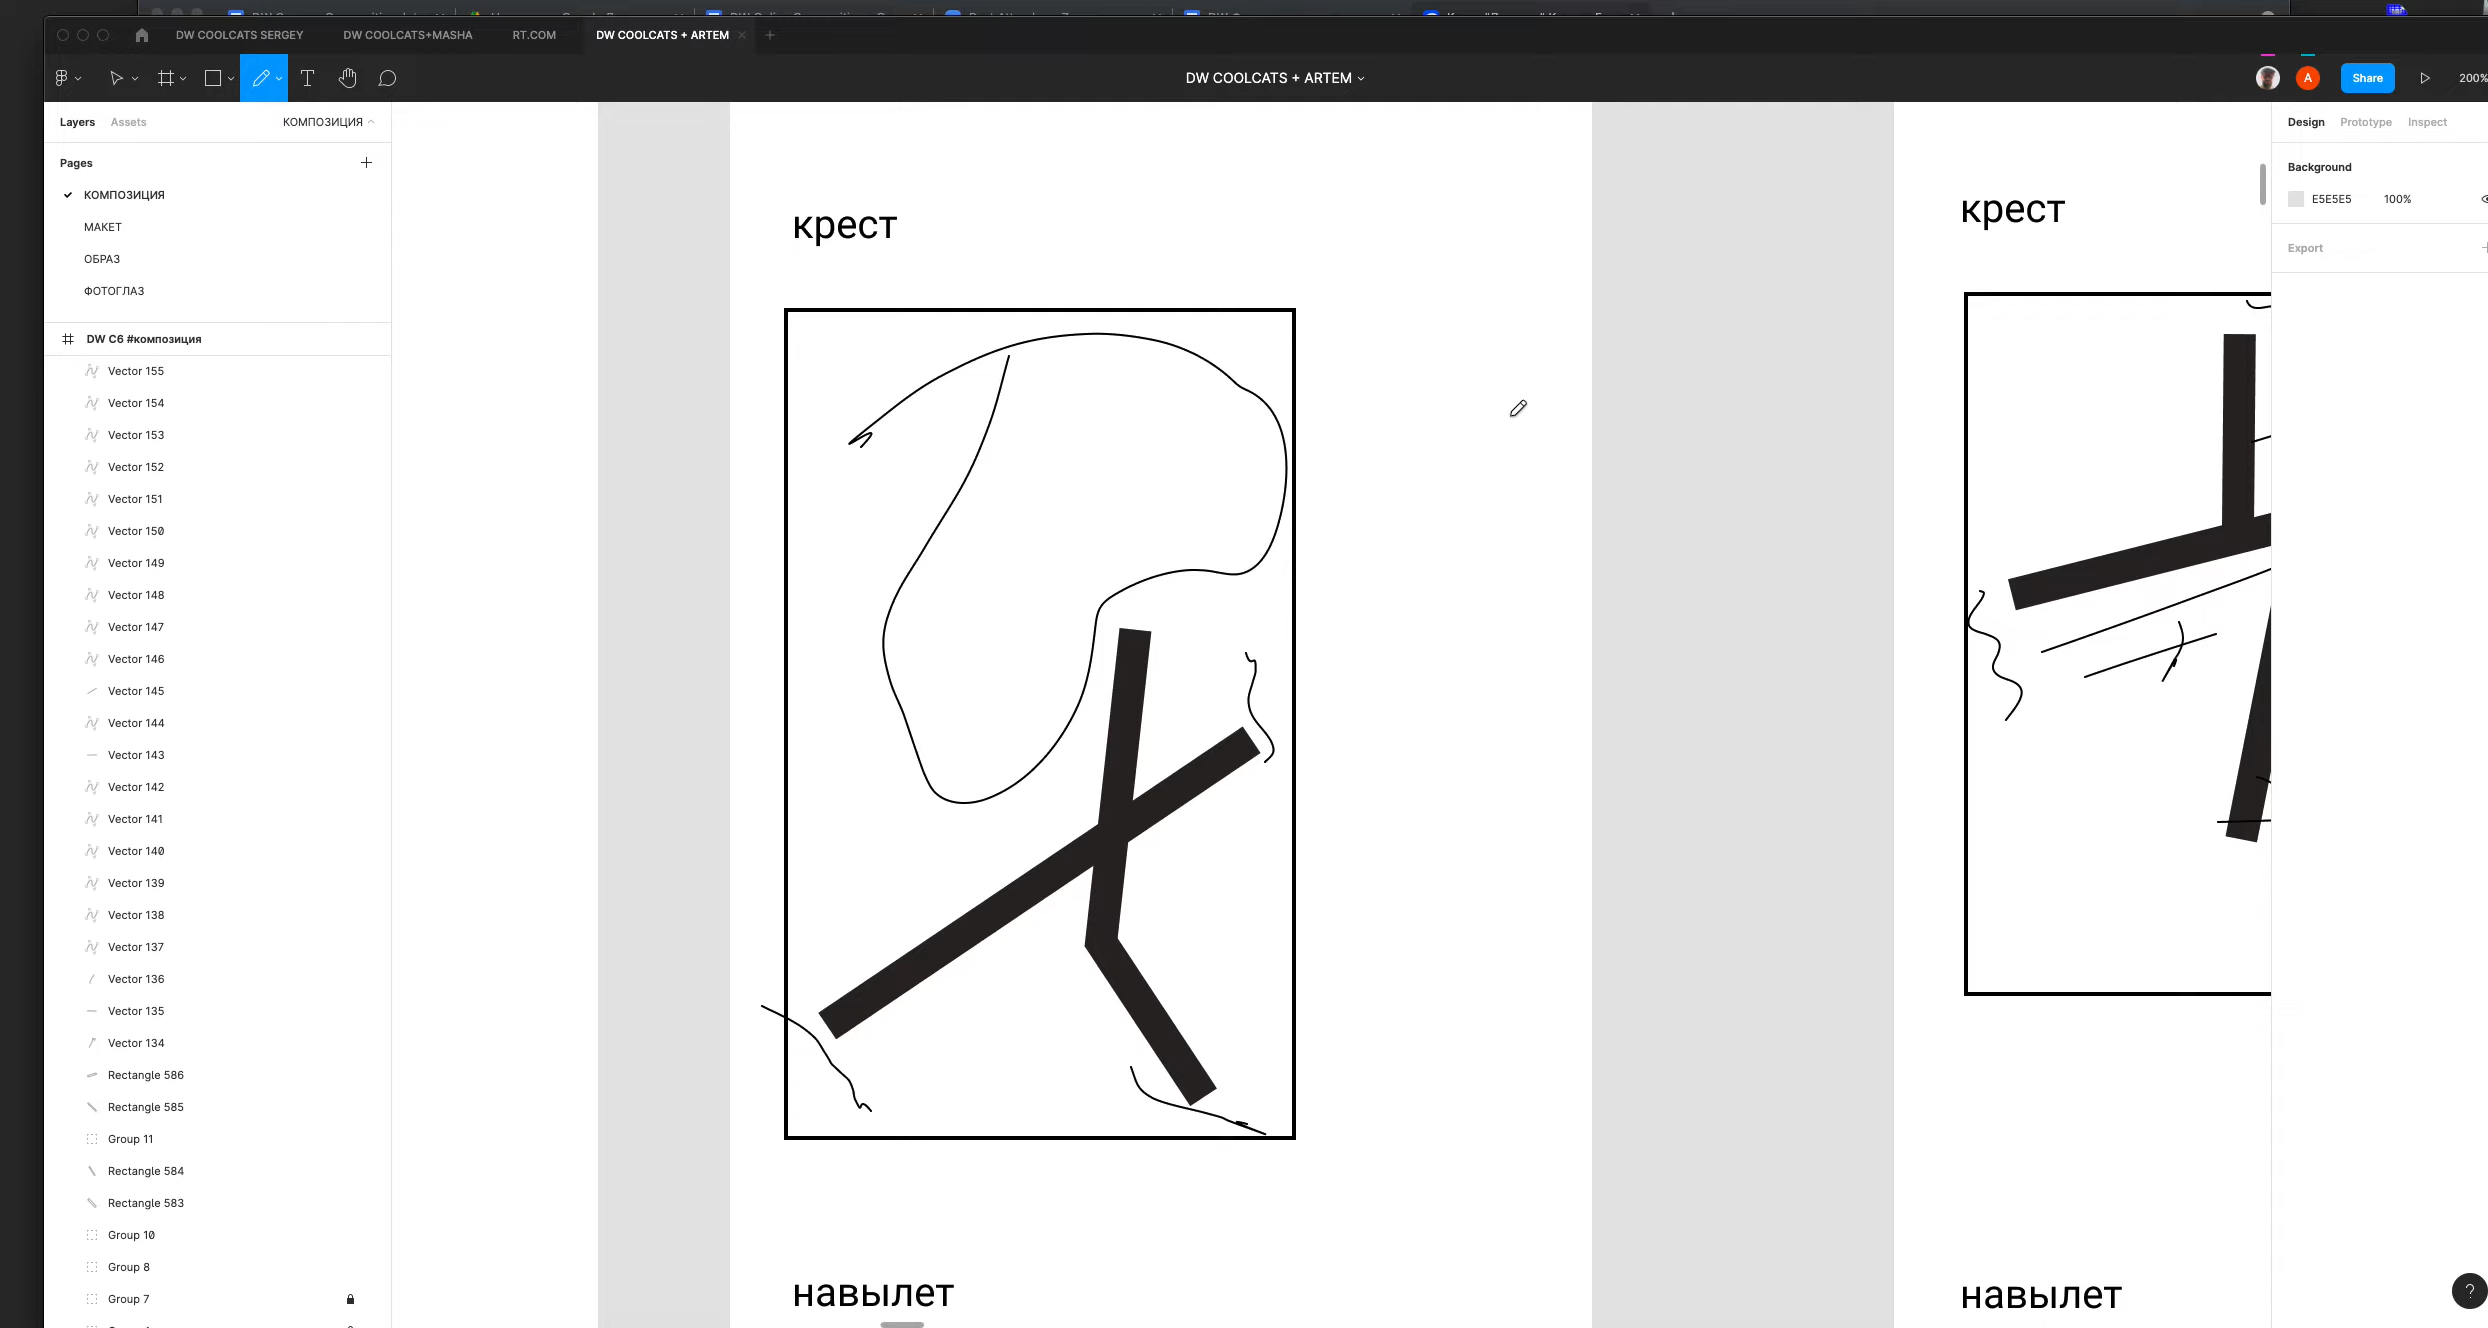 DW COOLCATS SERGEY
DW COOLCATS+MASHA
RT.COM
DW COOLCATS + ARTEM
DW COOLCATS + ARTEM
A
Share
200%
Layers
Assets
КОМПОЗИЦИЯ
Pages
КОМПОЗИЦИЯ
МАКЕТ
ОБРАЗ
ФОТОГЛАЗ
DW C6 #композиция
Vector 155
Vector 154
Vector 153
Vector 152
Vector 151
Vector 150
Vector 149
Vector 148
Vector 147
Vector 146
Vector 145
Vector 144
Vector 143
Vector 142
Vector 141
Vector 140
Vector 139
Vector 138
Vector 137
Vector 136
Vector 135
Vector 134
Rectangle 586
Rectangle 585
Group 11
Rectangle 584
Rectangle 583
Group 10
Group 8
Group 7
крест
навылет
крест
навылет
Design
Prototype
Inspect
Background
E5E5E5
100%
Export
?